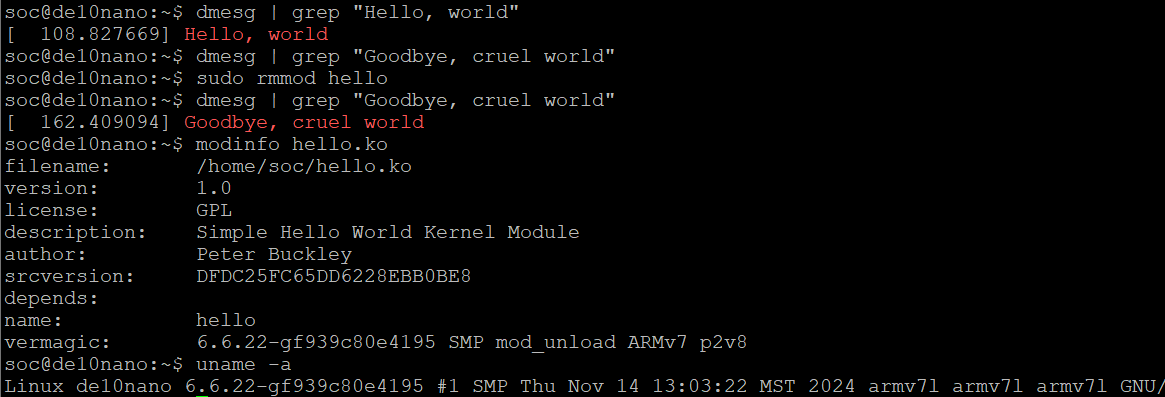 soc@de10nano:~$ dmesg | grep "Hello, world"
[  108.827669] Hello, world
soc@de10nano:~$ dmesg | grep "Goodbye, cruel world"
soc@de10nano:~$ sudo rmmod hello
soc@de10nano:~$ dmesg | grep "Goodbye, cruel world"
[  162.409094] Goodbye, cruel world
soc@de10nano:~$ modinfo hello.ko
filename:       /home/soc/hello.ko
version:        1.0
license:        GPL
description:    Simple Hello World Kernel Module
author:         Peter Buckley
srcversion:     DFDC25FC65DD6228EBB0BE8
depends:
name:           hello
vermagic:       6.6.22-gf939c80e4195 SMP mod_unload ARMv7 p2v8
soc@de10nano:~$ uname -a
Linux de10nano 6.6.22-gf939c80e4195 #1 SMP Thu Nov 14 13:03:22 MST 2024 armv7l armv7l armv7l GNU/